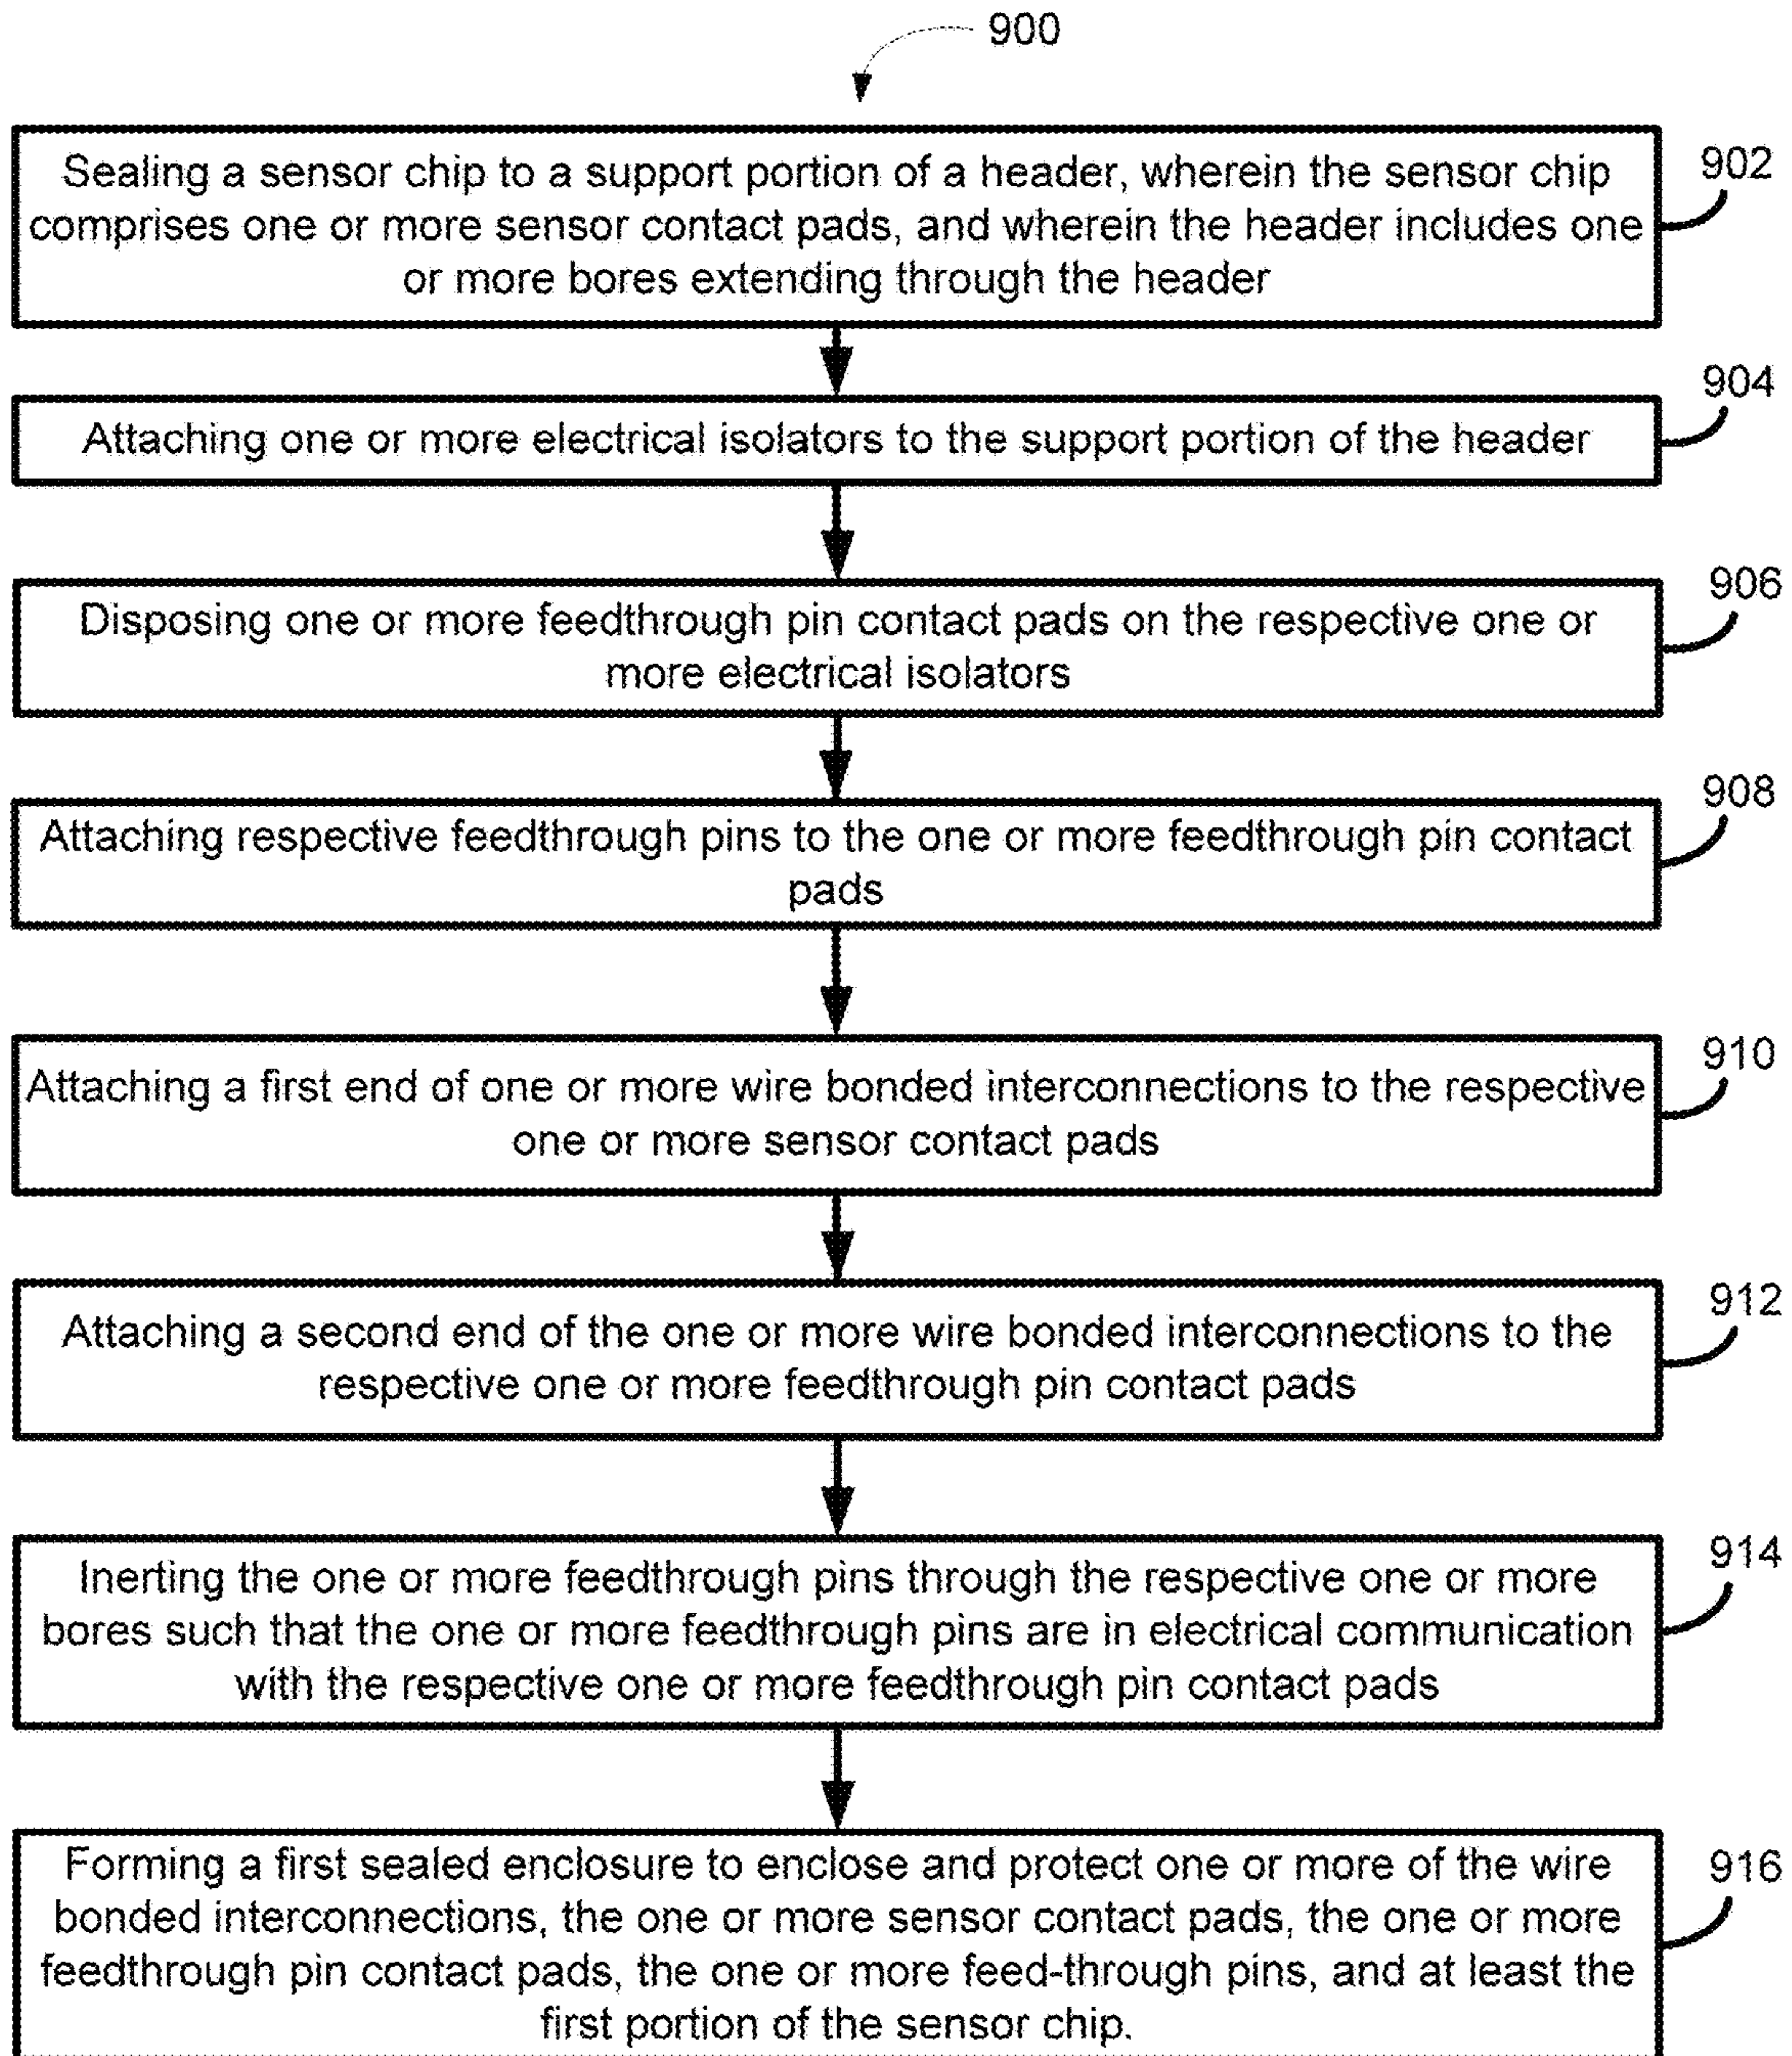 900
Sealing a sensor chip to a support portion of a header, wherein the sensor chip
comprises one or more sensor contact pads, and wherein the header includes one
or more bores extending through the header
902
Attaching one or more electrical isolators to the support portion of the header
904
Disposing one or more feedthrough pin contact pads on the respective one or
more electrical isolators
906
Attaching respective feedthrough pins to the one or more feedthrough pin contact
pads
908
Attaching a first end of one or more wire bonded interconnections to the respective
one or more sensor contact pads
910
Attaching a second end of the one or more wire bonded interconnections to the
respective one or more feedthrough pin contact pads
912
Inerting the one or more feedthrough pins through the respective one or more
bores such that the one or more feedthrough pins are in electrical communication
with the respective one or more feedthrough pin contact pads
914
Forming a first sealed enclosure to enclose and protect one or more of the wire
bonded interconnections, the one or more sensor contact pads, the one or more
feedthrough pin contact pads, the one or more feed-through pins, and at least the
first portion of the sensor chip.
916